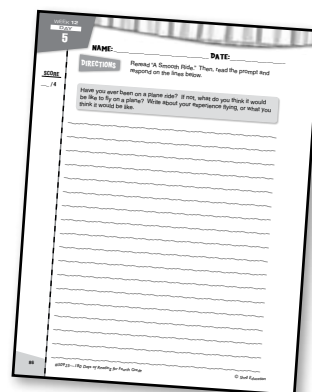 WEEK 12
DAY
5
NAME: DATE:
DIRECTIONS Reread "A Smooth Ride." Then, read the prompt and
respond on the lines below.
SCORE
/4
Have you ever been on a plane ride? If not, what do you think it would
be like to fly on a plane? Write about your experience flying, or what you
think it would be like.
© Shell Education